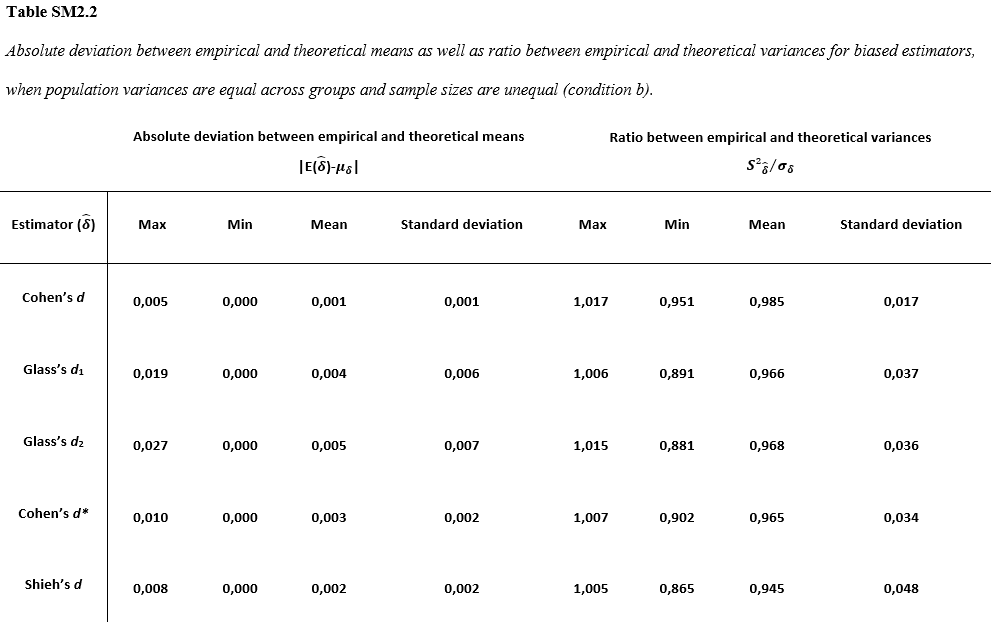 Table SM2.2
Absolute deviation between empirical and theoretical means as well as ratio between empirical and theoretical variances for biased estimators,
when population variances are equal across groups and sample sizes are unequal (condition b).
Absolute deviation between empirical and theoretical means Ratio between empirical and theoretical variances
|E(δ̂)-μδ| S²δ̂/σδ
Estimator (δ̂) Max Min Mean Standard deviation Max Min Mean Standard deviation
Cohen’s d 0,005 0,000 0,001 0,001 1,017 0,951 0,985 0,017
Glass’s d₁ 0,019 0,000 0,004 0,006 1,006 0,891 0,966 0,037
Glass’s d₂ 0,027 0,000 0,005 0,007 1,015 0,881 0,968 0,036
Cohen’s d* 0,010 0,000 0,003 0,002 1,007 0,902 0,965 0,034
Shieh’s d 0,008 0,000 0,002 0,002 1,005 0,865 0,945 0,048